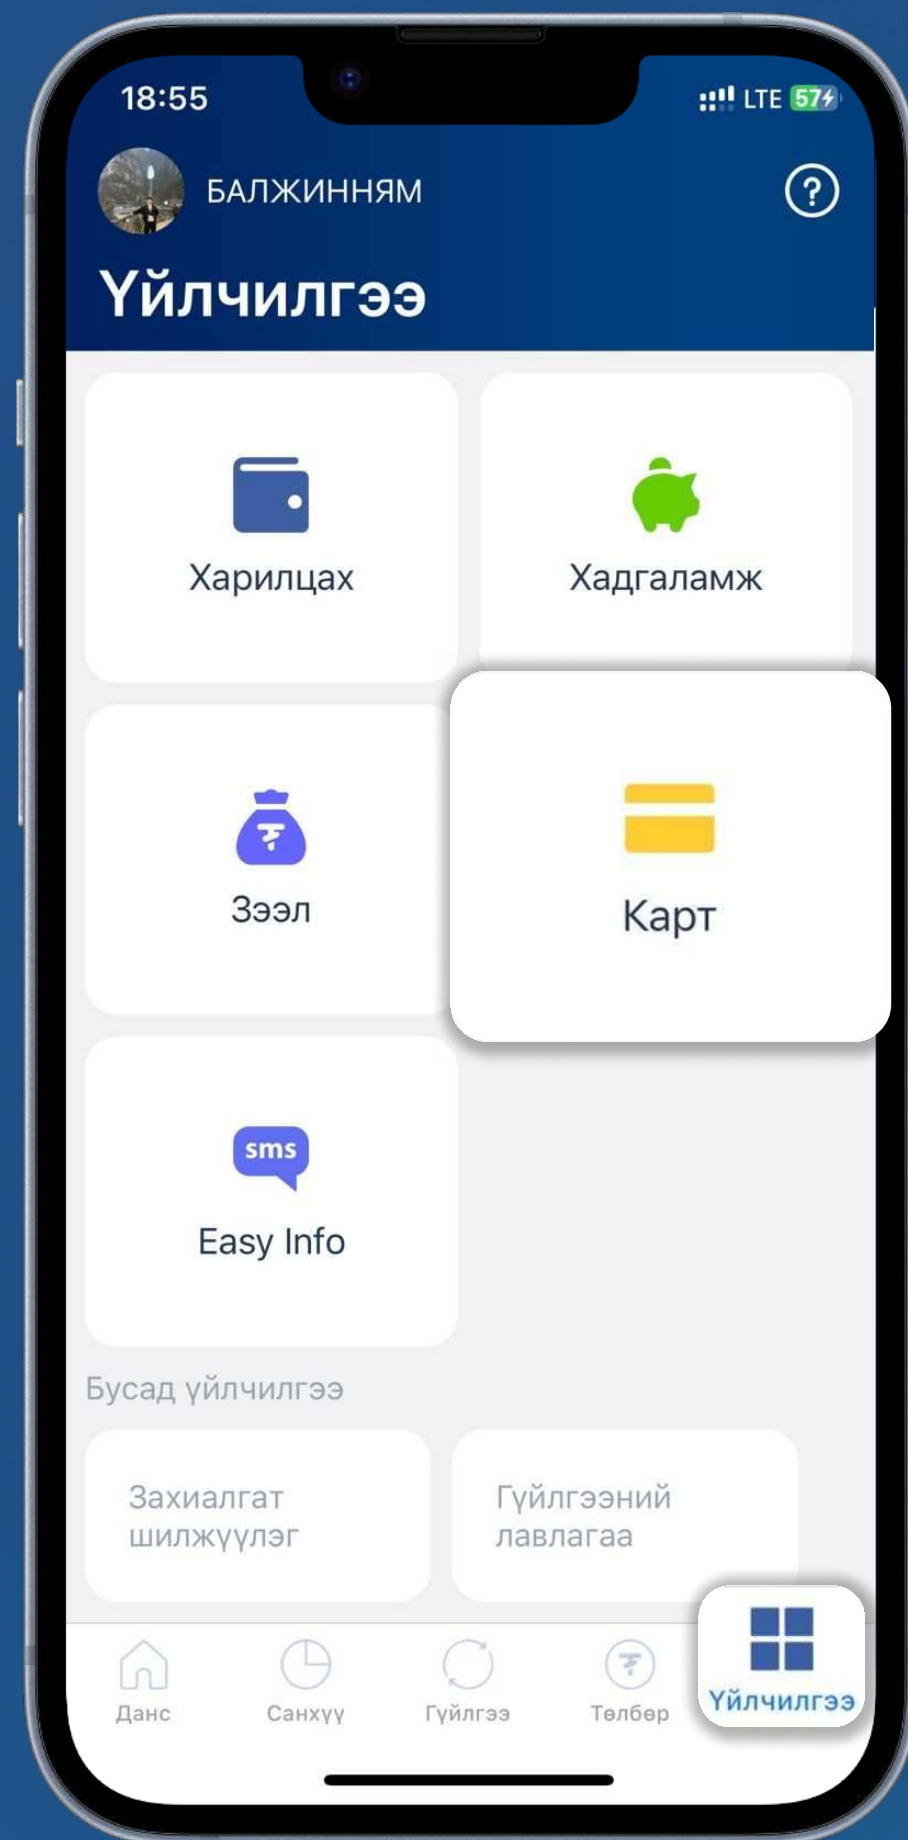 18:55
LTE 57
БАЛЖИННЯМ
?
Үйлчилгээ
Харилцах
Хадгаламж
₮
Зээл
Карт
sms
Easy Info
Бусад үйлчилгээ
Захиалгат
шилжүүлэг
Гүйлгээний
лавлагаа
₮
Данс
Санхүү
Гүйлгээ
Төлбөр
Үйлчилгээ